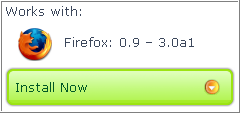 Works with:
Firefox: 0.9 – 3.0a1
Install Now